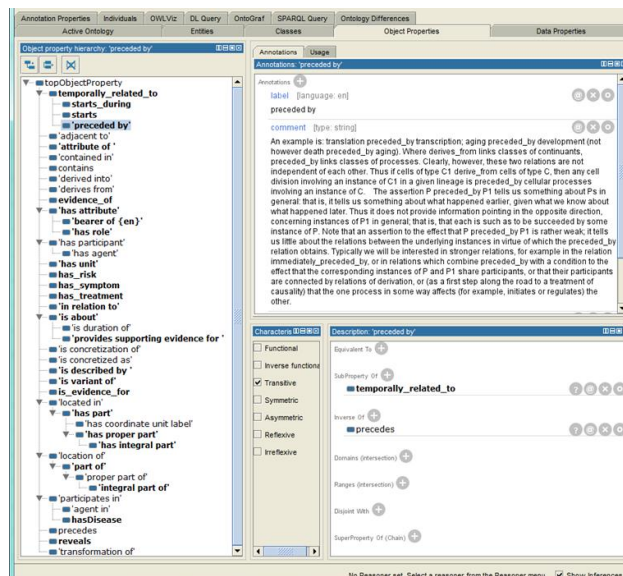 Annotation Properties Individuals OWLViz DL Query OntoGraf SPARQL Query Ontology Differences
Active Ontology Entities Classes Object Properties Data Properties
Object property hierarchy: 'preceded by'
topObjectProperty
temporally_related_to
starts_during
starts
'preceded by'
'adjacent to'
'attribute of '
'contained in'
contains
'derived into'
'derives from'
evidence_of
'has attribute'
'bearer of {en}'
'has role'
'has participant'
'has agent'
'has unit'
has_risk
has_symptom
has_treatment
'in relation to'
'is about'
'is duration of'
'provides supporting evidence for '
'is concretization of'
'is concretized as'
'is described by '
'is variant of'
is_evidence_for
'located in'
'has part'
'has coordinate unit label'
'has proper part'
'has integral part'
'location of'
'part of'
'proper part of'
'integral part of'
'participates in'
'agent in'
hasDisease
precedes
reveals
'transformation of'
Annotations Usage
Annotations: 'preceded by'
Annotations
label [language: en]
preceded by
comment [type: string]
An example is: translation preceded_by transcription; aging preceded_by development (not
however death preceded_by aging). Where derives_from links classes of continuants,
preceded_by links classes of processes. Clearly, however, these two relations are not
independent of each other. Thus if cells of type C1 derive_from cells of type C, then any cell
division involving an instance of C1 in a given lineage is preceded_by cellular processes
involving an instance of C. The assertion P preceded_by P1 tells us something about Ps in
general: that is, it tells us something about what happened earlier, given what we know about
what happened later. Thus it does not provide information pointing in the opposite direction,
concerning instances of P1 in general; that is, that each is such as to be succeeded by some
instance of P. Note that an assertion to the effect that P preceded_by P1 is rather weak; it tells
us little about the relations between the underlying instances in virtue of which the preceded_by
relation obtains. Typically we will be interested in stronger relations, for example in the relation
immediately_preceded_by, or in relations which combine preceded_by with a condition to the
effect that the corresponding instances of P and P1 share participants, or that their participants
are connected by relations of derivation, or (as a first step along the road to a treatment of
causality) that the one process in some way affects (for example, initiates or regulates) the
other.
Characteris
Functional
Inverse functiona
Transitive
Symmetric
Asymmetric
Reflexive
Irreflexive
Description: 'preceded by'
Equivalent To
SubProperty Of
temporally_related_to
Inverse Of
precedes
Domains (intersection)
Ranges (intersection)
Disjoint With
SuperProperty Of (Chain)
No Reasoner set. Select a reasoner from the Reasoner menu Show Inferences